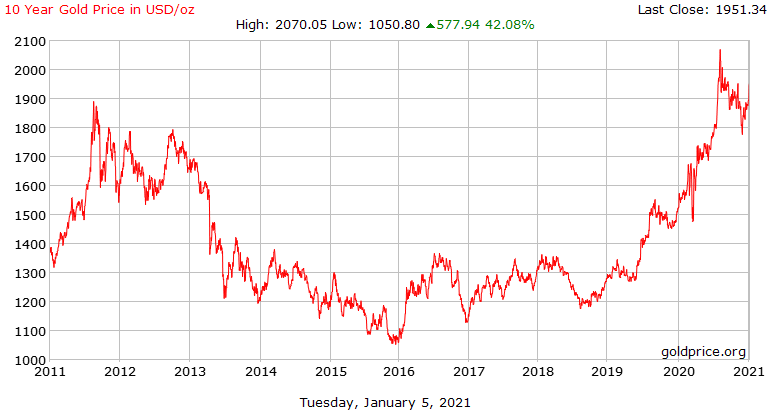 10 Year Gold Price in USD/oz
Last Close: 1951.34
High: 2070.05 Low: 1050.80 ▲577.94 42.08%
2100
2000
1900
1800
1700
1600
1500
1400
1300
1200
1100
1000
goldprice.org
2011 2012 2013 2014 2015 2016 2017 2018 2019 2020 2021
Tuesday, January 5, 2021